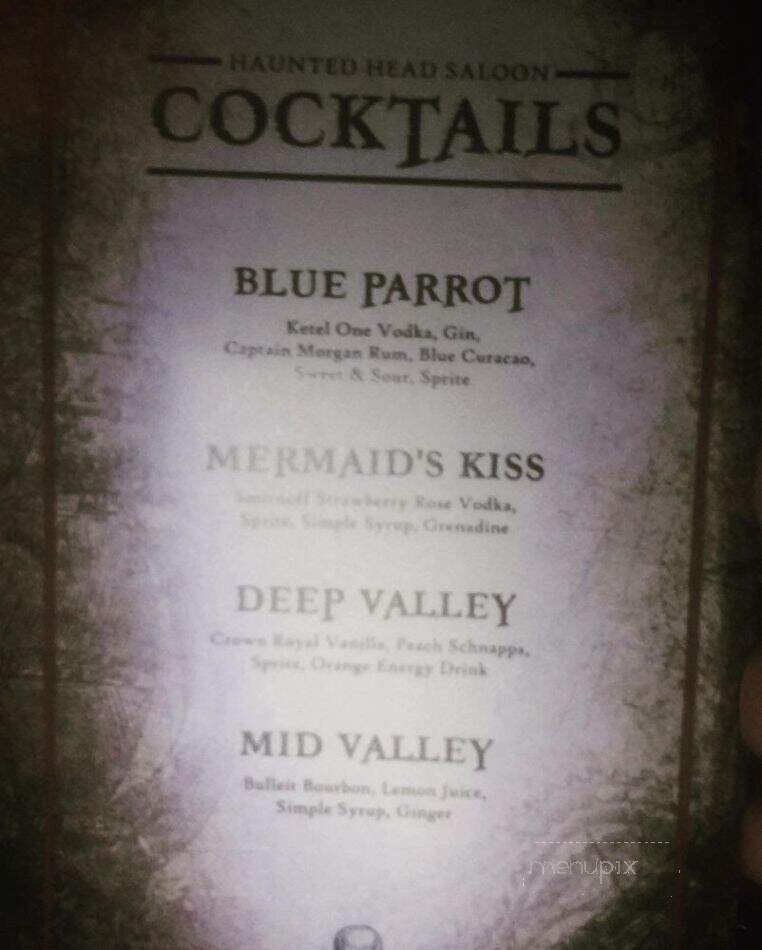 HAUNTED HEAD SALOON
COCKTAILS
BLUE PARROT
Ketel One Vodka, Gin,
Captain Morgan Rum, Blue Curacao,
Sweet & Sour, Sprite
MERMAID'S KISS
Smirnoff Strawberry Rose Vodka,
Sprite, Simple Syrup, Grenadine
DEEP VALLEY
Crown Royal Vanilla, Peach Schnapps,
Sprite, Orange Energy Drink
MID VALLEY
Bulleit Bourbon, Lemon Juice,
Simple Syrup, Ginger
menupix